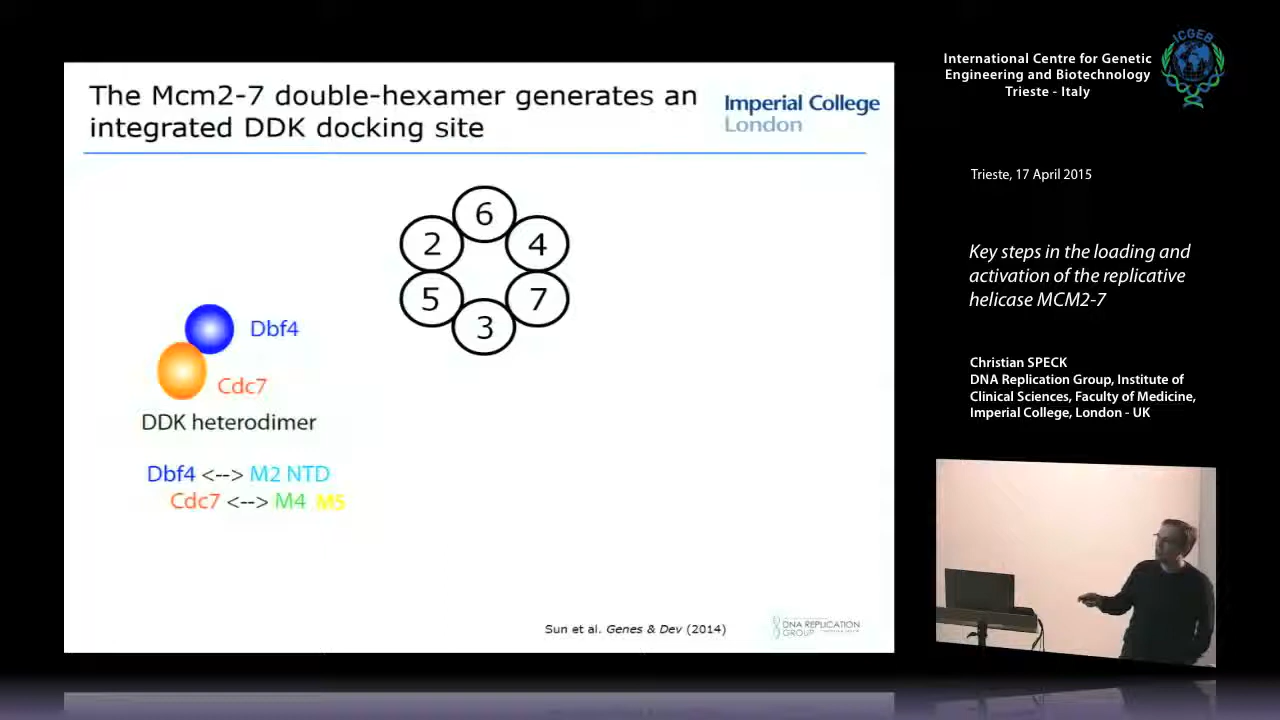 The Mcm2-7 double-hexamer generates an
integrated DDK docking site
Imperial College
London
6
2
4
5
7
3
Dbf4
Cdc7
DDK heterodimer
Dbf4 <--> M2 NTD
Cdc7 <--> M4 M5
Sun et al. Genes & Dev (2014)
DNA REPLICATION
GROUP
International Centre for Genetic
Engineering and Biotechnology
Trieste - Italy
ICGEB
Trieste, 17 April 2015
Key steps in the loading and
activation of the replicative
helicase MCM2-7
Christian SPECK
DNA Replication Group, Institute of
Clinical Sciences, Faculty of Medicine,
Imperial College, London - UK